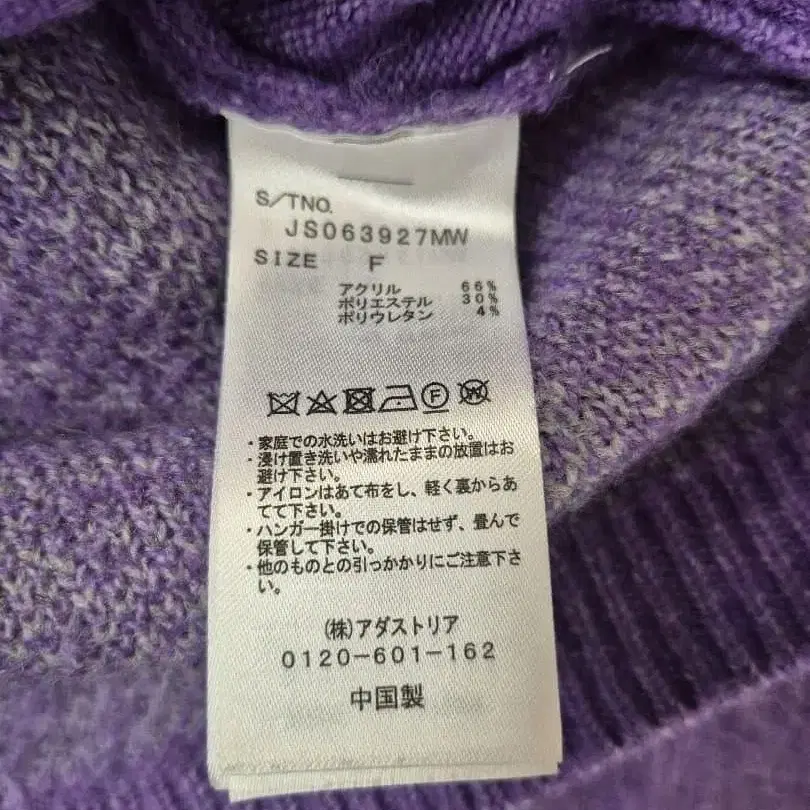 S/TNO.
JS063927MW
SIZE F
アクリル 66%
ポリエステル 30%
ポリウレタン 4%
F
W
・家庭での水洗いはお避け下さい。
・浸け置き洗いや濡れたままの放置はお
避け下さい。
・アイロンはあて布をし、軽く裏からあ
てて下さい。
・ハンガー掛けでの保管はせず、畳んで
保管して下さい。
・他のものとの引っかかりにご注意下さ
い。
(株)アダストリア
0120-601-162
中国製